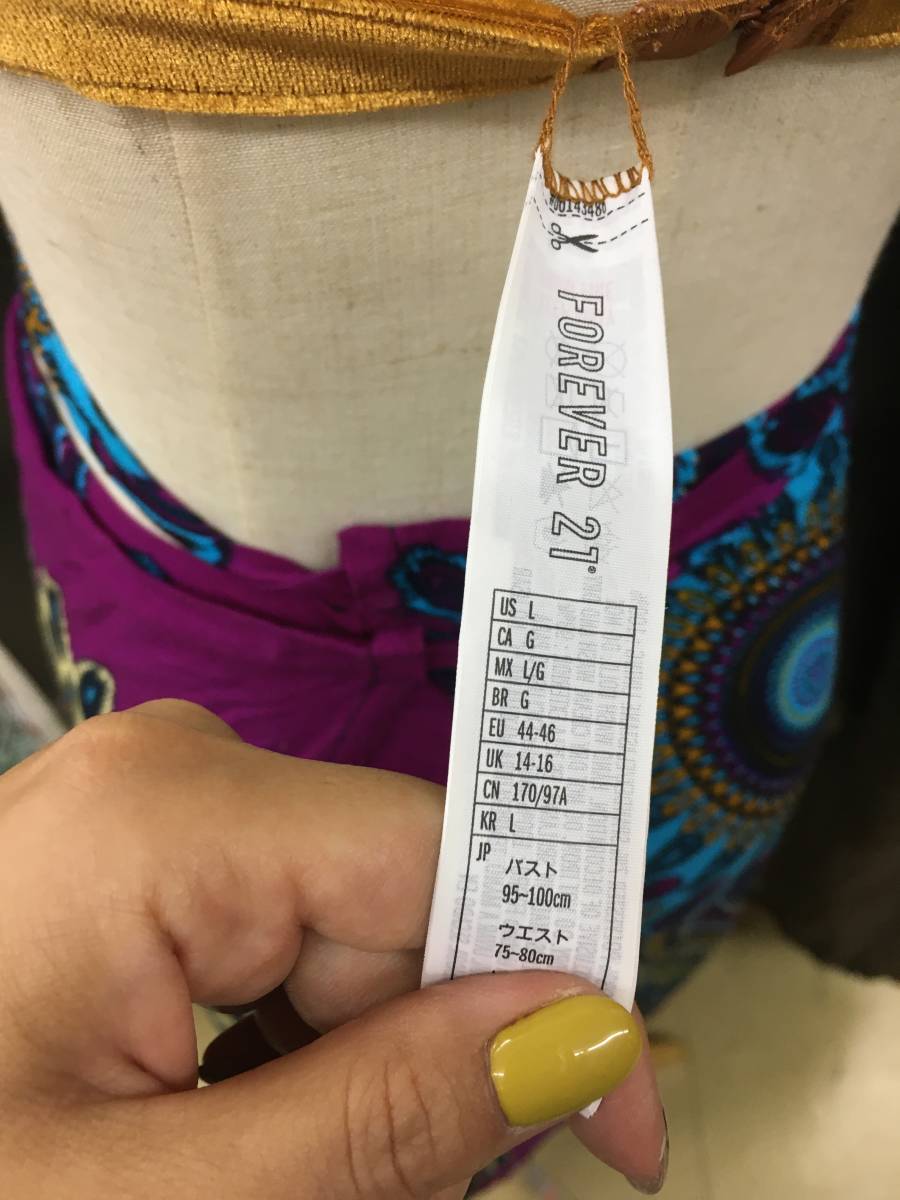 FOREVER 21®
US L
CA G
MX L/G
BR G
EU 44-46
UK 14-16
CN 170/97A
KR L
JP
バスト
95~100cm
ウエスト
75~80cm